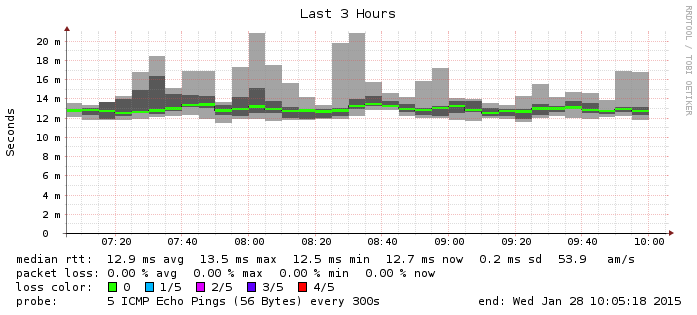 Last 3 Hours
RRDTOOL / TOBI OETIKER
Seconds
20 m
18 m
16 m
14 m
12 m
10 m
8 m
6 m
4 m
2 m
0
07:20 07:40 08:00 08:20 08:40 09:00 09:20 09:40 10:00
median rtt: 12.9 ms avg 13.5 ms max 12.5 ms min 12.7 ms now 0.2 ms sd 53.9 am/s
packet loss: 0.00 % avg 0.00 % max 0.00 % min 0.00 % now
loss color: 0 1/5 2/5 3/5 4/5
probe: 5 ICMP Echo Pings (56 Bytes) every 300s end: Wed Jan 28 10:05:18 2015